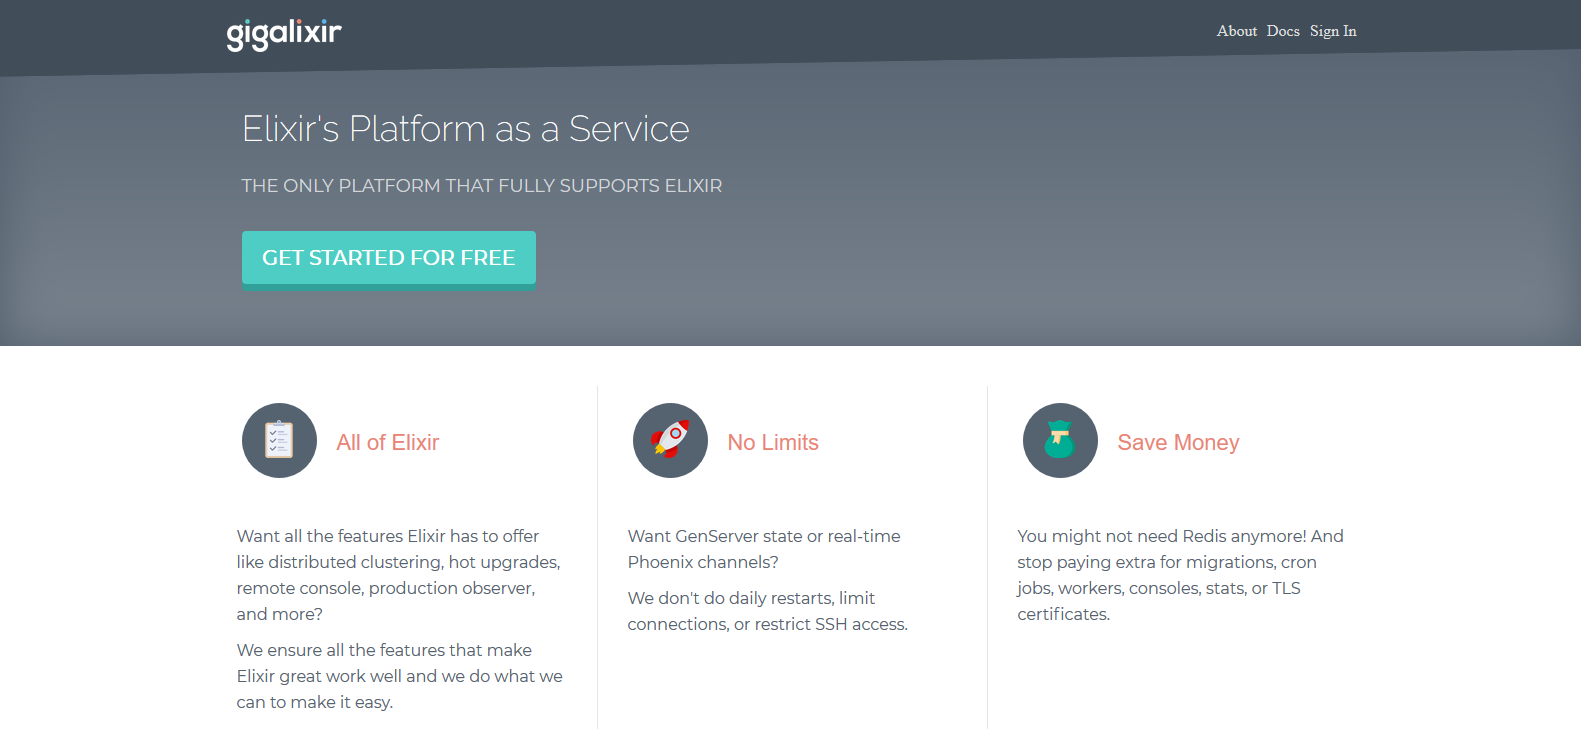 gigalixir
About Docs Sign In
Elixir's Platform as a Service
THE ONLY PLATFORM THAT FULLY SUPPORTS ELIXIR
GET STARTED FOR FREE
All of Elixir
Want all the features Elixir has to offer
like distributed clustering, hot upgrades,
remote console, production observer,
and more?
We ensure all the features that make
Elixir great work well and we do what we
can to make it easy.
No Limits
Want GenServer state or real-time
Phoenix channels?
We don't do daily restarts, limit
connections, or restrict SSH access.
Save Money
You might not need Redis anymore! And
stop paying extra for migrations, cron
jobs, workers, consoles, stats, or TLS
certificates.